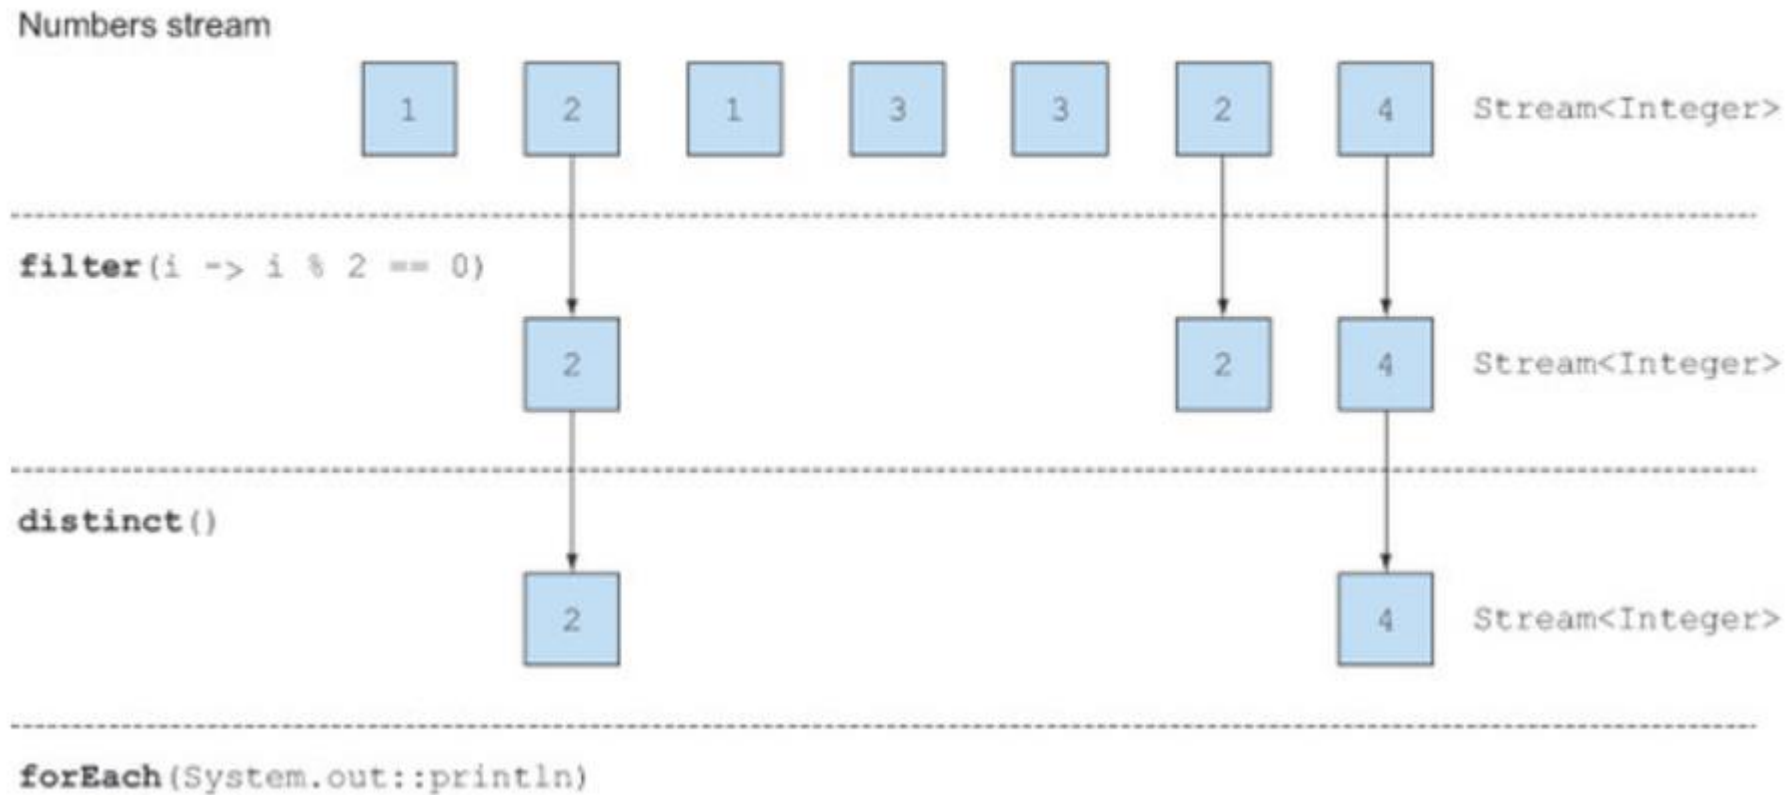 Numbers stream
1 2 1 3 3 2 4 Stream<Integer>
filter(i -> i % 2 == 0)
2 2 4 Stream<Integer>
distinct()
2 4 Stream<Integer>
forEach(System.out::println)